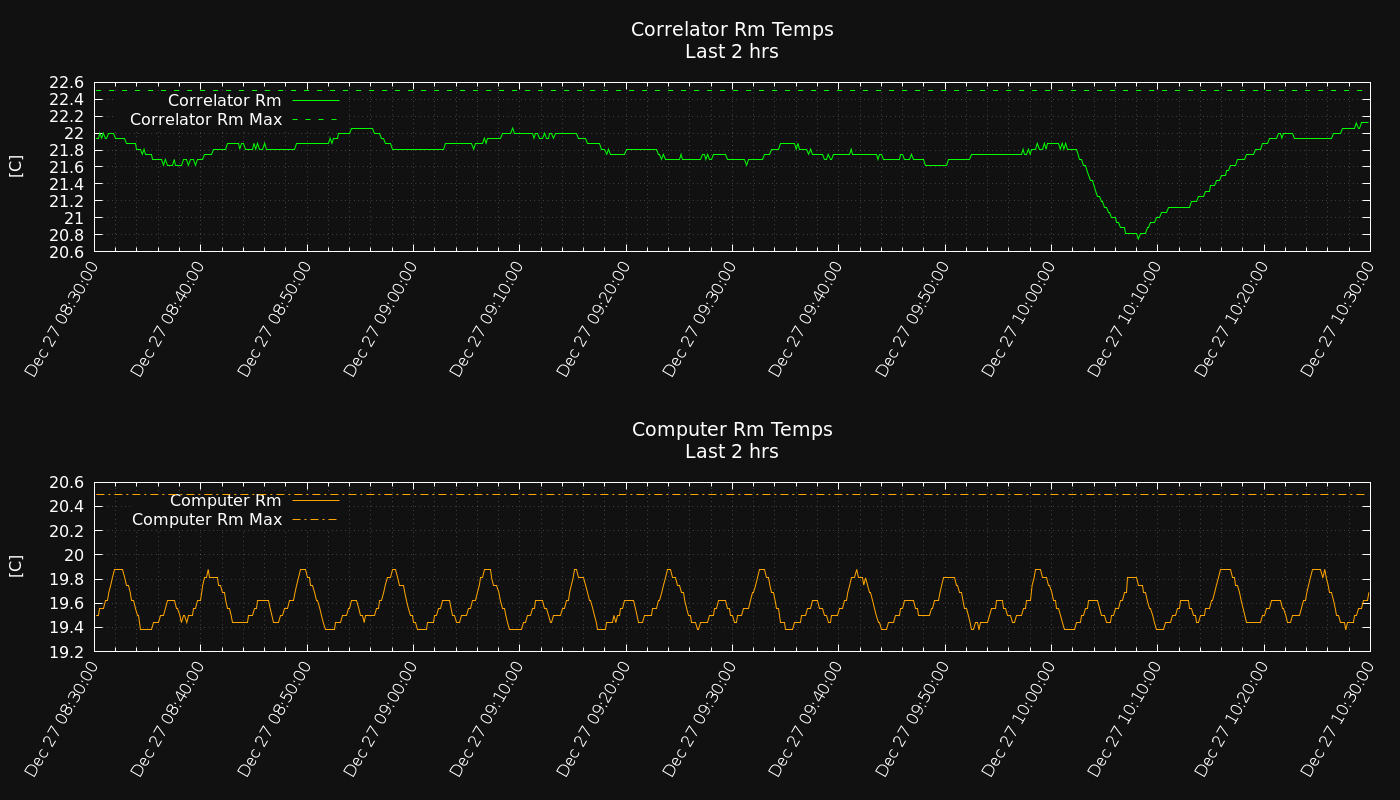 Correlator Rm Temps
Last 2 hrs
22.6
22.4
22.2
22
21.8
21.6
21.4
21.2
21
20.8
20.6
[C]
Correlator Rm
Correlator Rm Max
Dec 27 08:30:00
Dec 27 08:40:00
Dec 27 08:50:00
Dec 27 09:00:00
Dec 27 09:10:00
Dec 27 09:20:00
Dec 27 09:30:00
Dec 27 09:40:00
Dec 27 09:50:00
Dec 27 10:00:00
Dec 27 10:10:00
Dec 27 10:20:00
Dec 27 10:30:00
Computer Rm Temps
Last 2 hrs
20.6
20.4
20.2
20
19.8
19.6
19.4
19.2
[C]
Computer Rm
Computer Rm Max
Dec 27 08:30:00
Dec 27 08:40:00
Dec 27 08:50:00
Dec 27 09:00:00
Dec 27 09:10:00
Dec 27 09:20:00
Dec 27 09:30:00
Dec 27 09:40:00
Dec 27 09:50:00
Dec 27 10:00:00
Dec 27 10:10:00
Dec 27 10:20:00
Dec 27 10:30:00